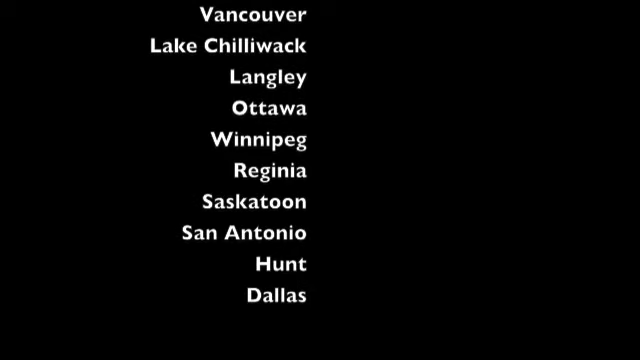 Vancouver
Lake Chilliwack
Langley
Ottawa
Winnipeg
Reginia
Saskatoon
San Antonio
Hunt
Dallas